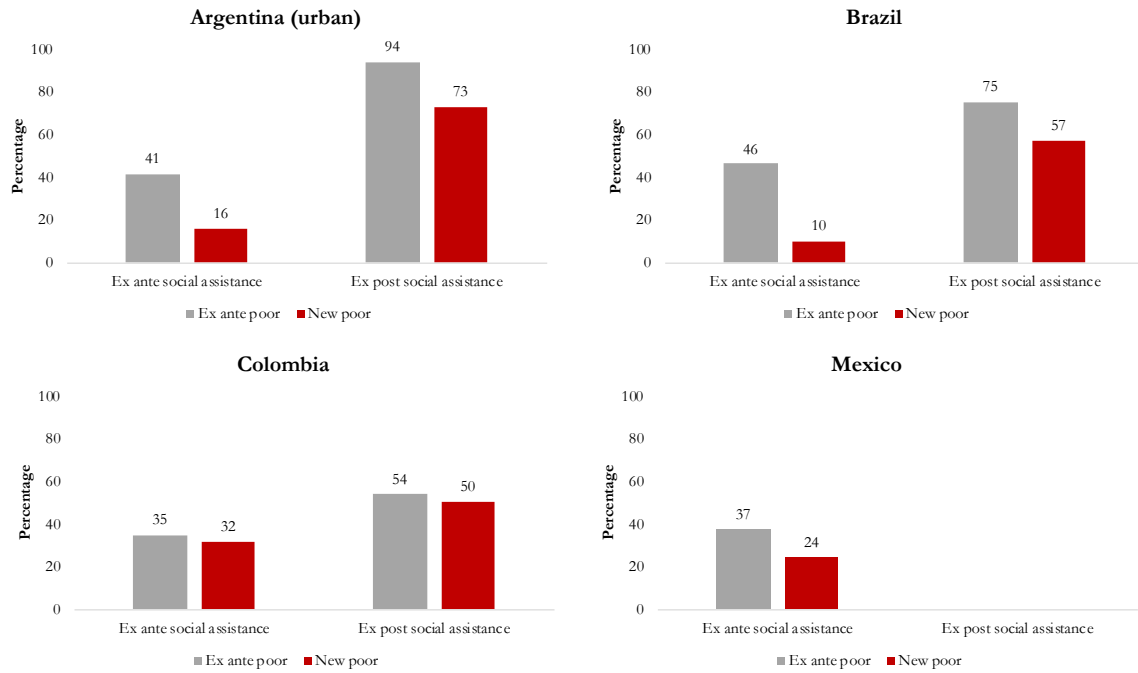 Argentina (urban)
Percentage
100
80
60
40
20
0
41
16
94
73
Ex ante social assistance
Ex post social assistance
Ex ante poor
New poor
Brazil
Percentage
100
80
60
40
20
0
46
10
75
57
Ex ante social assistance
Ex post social assistance
Ex ante poor
New poor
Colombia
Percentage
100
80
60
40
20
0
35
32
54
50
Ex ante social assistance
Ex post social assistance
Ex ante poor
New poor
Mexico
Percentage
100
80
60
40
20
0
37
24
Ex ante social assistance
Ex post social assistance
Ex ante poor
New poor